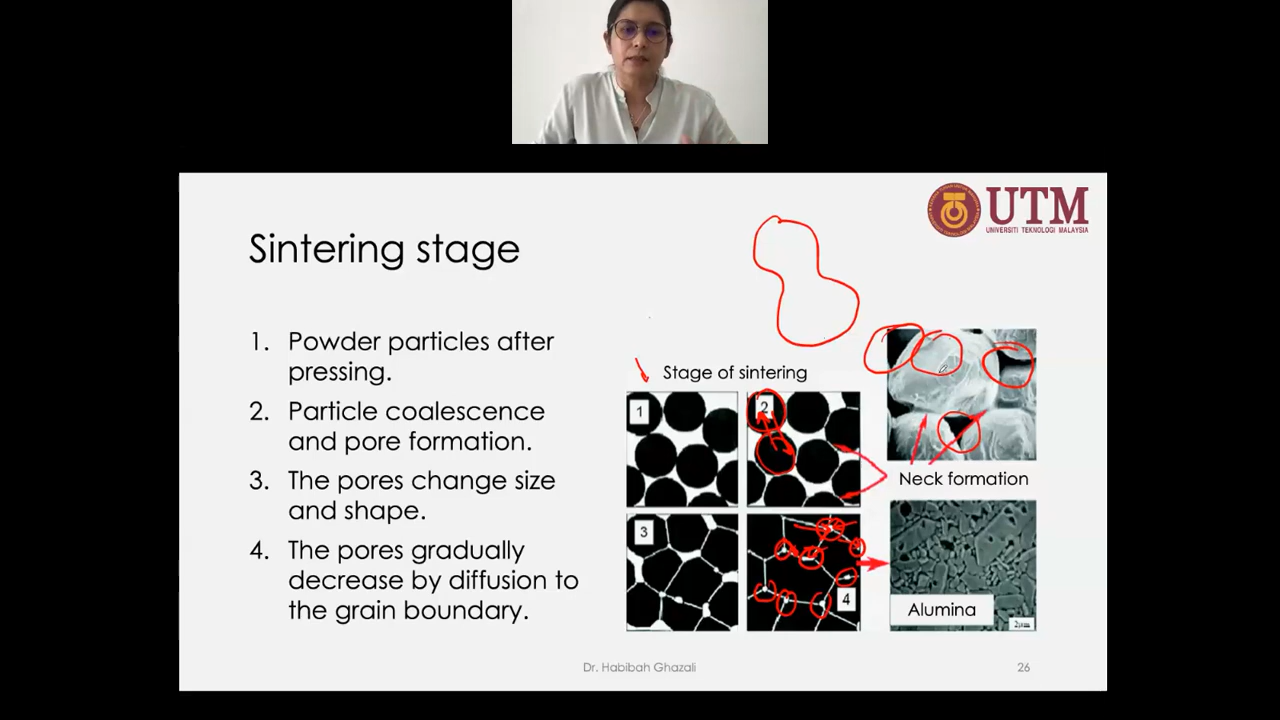 UTM
UNIVERSITI TEKNOLOGI MALAYSIA
Sintering stage
1. Powder particles after
pressing.
2. Particle coalescence
and pore formation.
3. The pores change size
and shape.
4. The pores gradually
decrease by diffusion to
the grain boundary.
Stage of sintering
1
2
3
4
Neck formation
Alumina
2µm
Dr. Habibah Ghazali
26